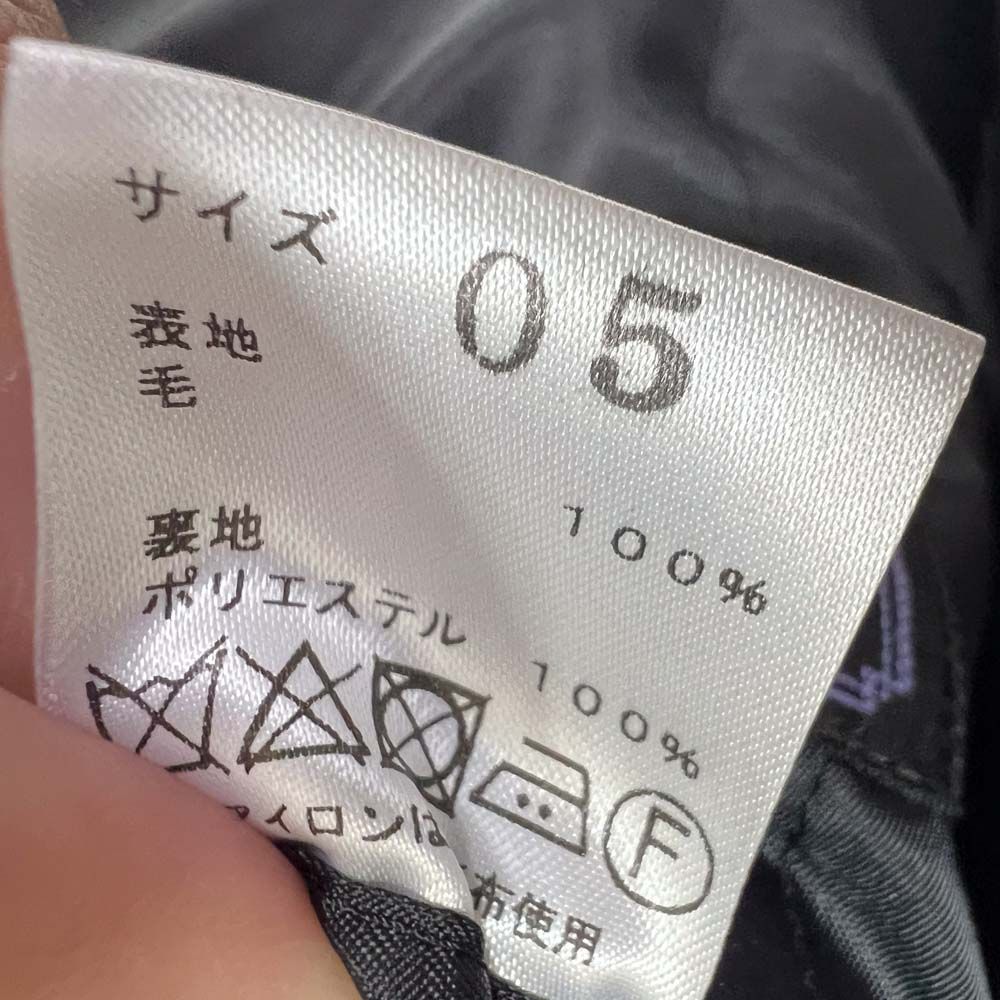 サイズ 05
表地
毛 100%
裏地
ポリエステル 100%
F
アイロンは
布使用